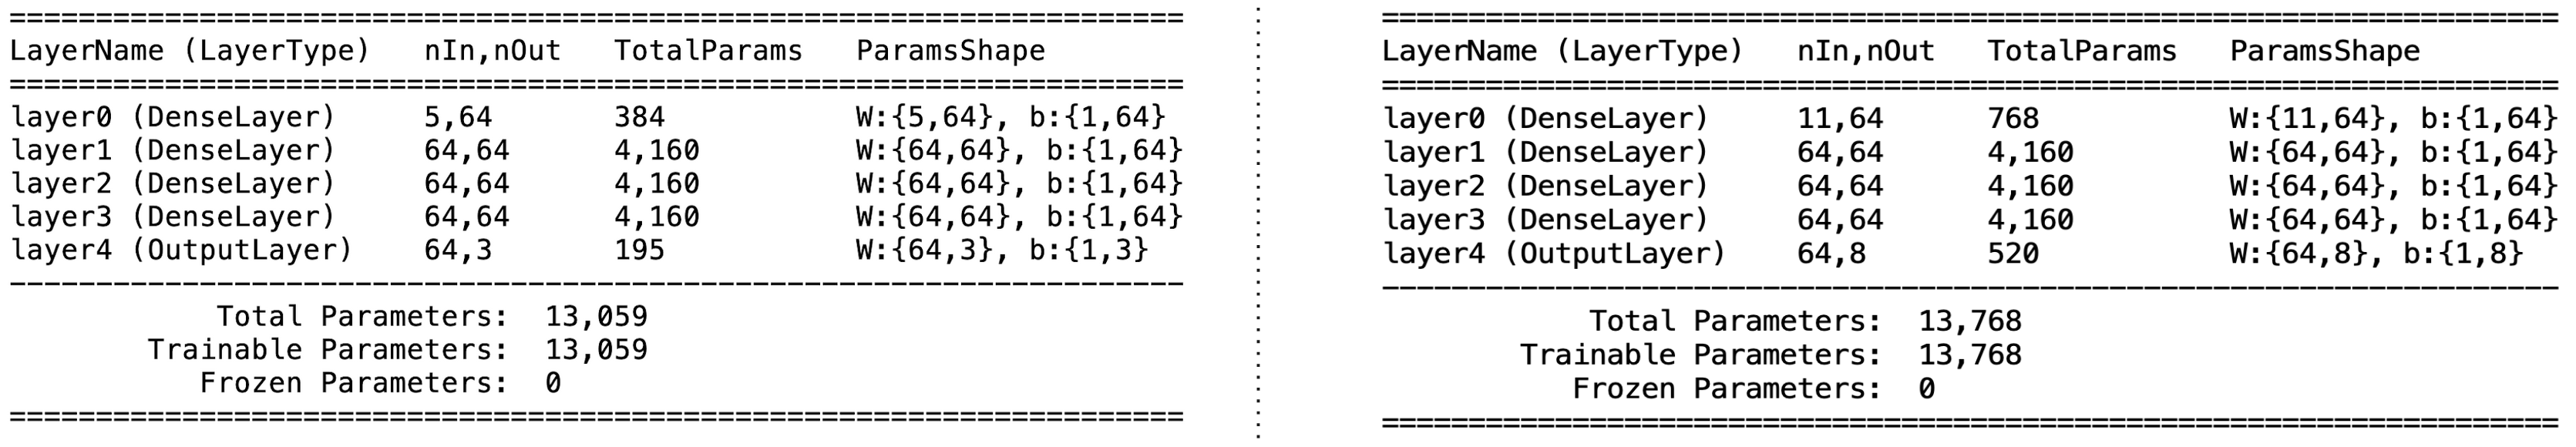 ==================================================================
LayerName (LayerType)   nIn,nOut   TotalParams   ParamsShape
==================================================================
layer0 (DenseLayer)     5,64       384           W:{5,64}, b:{1,64}
layer1 (DenseLayer)     64,64      4,160         W:{64,64}, b:{1,64}
layer2 (DenseLayer)     64,64      4,160         W:{64,64}, b:{1,64}
layer3 (DenseLayer)     64,64      4,160         W:{64,64}, b:{1,64}
layer4 (OutputLayer)    64,3       195           W:{64,3}, b:{1,3}
------------------------------------------------------------------
Total Parameters:  13,059
Trainable Parameters:  13,059
Frozen Parameters:  0
==================================================================
==================================================================
LayerName (LayerType)   nIn,nOut   TotalParams   ParamsShape
==================================================================
layer0 (DenseLayer)     11,64      768           W:{11,64}, b:{1,64}
layer1 (DenseLayer)     64,64      4,160         W:{64,64}, b:{1,64}
layer2 (DenseLayer)     64,64      4,160         W:{64,64}, b:{1,64}
layer3 (DenseLayer)     64,64      4,160         W:{64,64}, b:{1,64}
layer4 (OutputLayer)    64,8       520           W:{64,8}, b:{1,8}
------------------------------------------------------------------
Total Parameters:  13,768
Trainable Parameters:  13,768
Frozen Parameters:  0
==================================================================